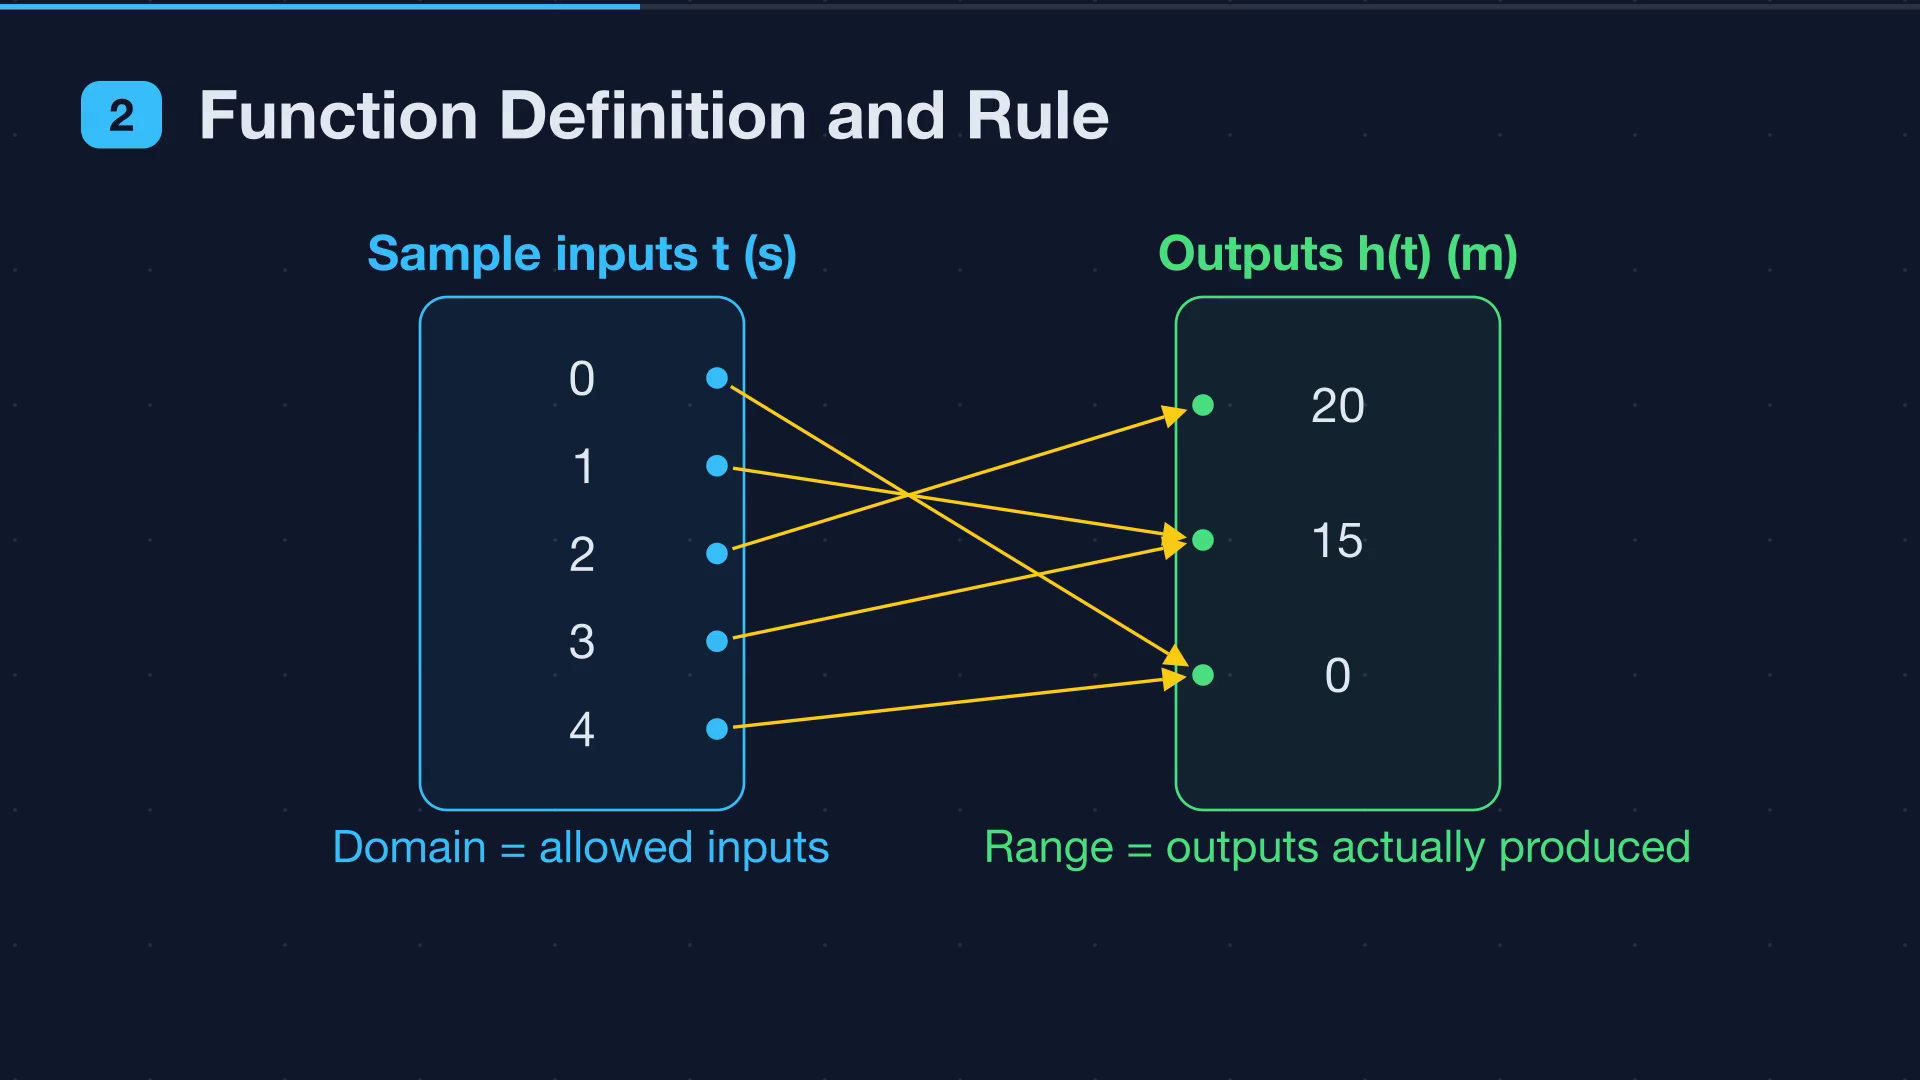 2 Function Definition and Rule
Sample inputs t (s)
0
1
2
3
4
Domain = allowed inputs
Outputs h(t) (m)
20
15
0
Range = outputs actually produced